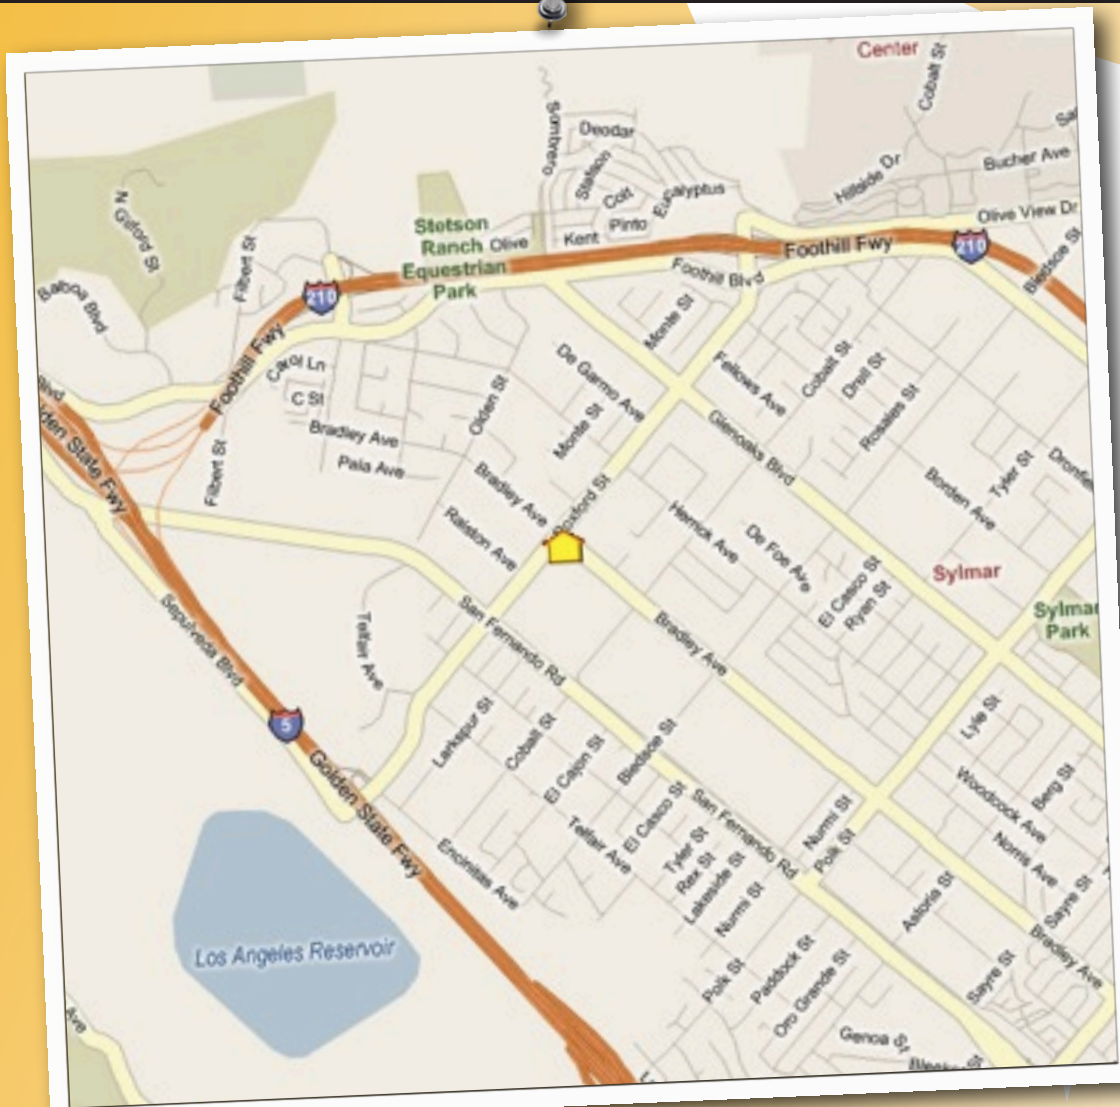 Center
Cobalt St
Sombrero
Deodar
Stetson
Colt
Eucalyptus
Pinto
Kent
Olive
Hillside Dr
Bucher Ave
Olive View Dr
N Gilford St
Filbert St
Balboa Blvd
Stetson
Ranch
Equestrian
Park
210
Foothill Fwy
210
Bledsoe St
Foothill Blvd
Foothill Fwy
Carol Ln
C St
Bradley Ave
Pala Ave
Filbert St
Olden St
De Garmo Ave
Monte St
Monte St
Fellows Ave
Cobalt St
Drell St
Rosales St
Glenoaks Blvd
Borden Ave
Tyler St
Golden State Fwy
Bradley Ave
Ralston Ave
Roxford St
Herrick Ave
De Foe Ave
El Casco St
Ryan St
Sylmar
Sylmar
Park
Sepulveda Blvd
Telfair Ave
San Fernando Rd
Bradley Ave
5
Golden State Fwy
Larkspur St
Cobalt St
El Cajon St
Bledsoe St
Lyle St
Woodcock Ave
Berg St
Norris Ave
Sayre St
Encinitas Ave
Telfair Ave
El Casco St
Tyler St
Rex St
Lakeside St
Nurmi St
San Fernando Rd
Nurmi St
Polk St
Astoria St
Bradley Ave
Sayre St
Los Angeles Reservoir
Polk St
Paddock St
Oro Grande St
Genoa St
Ave